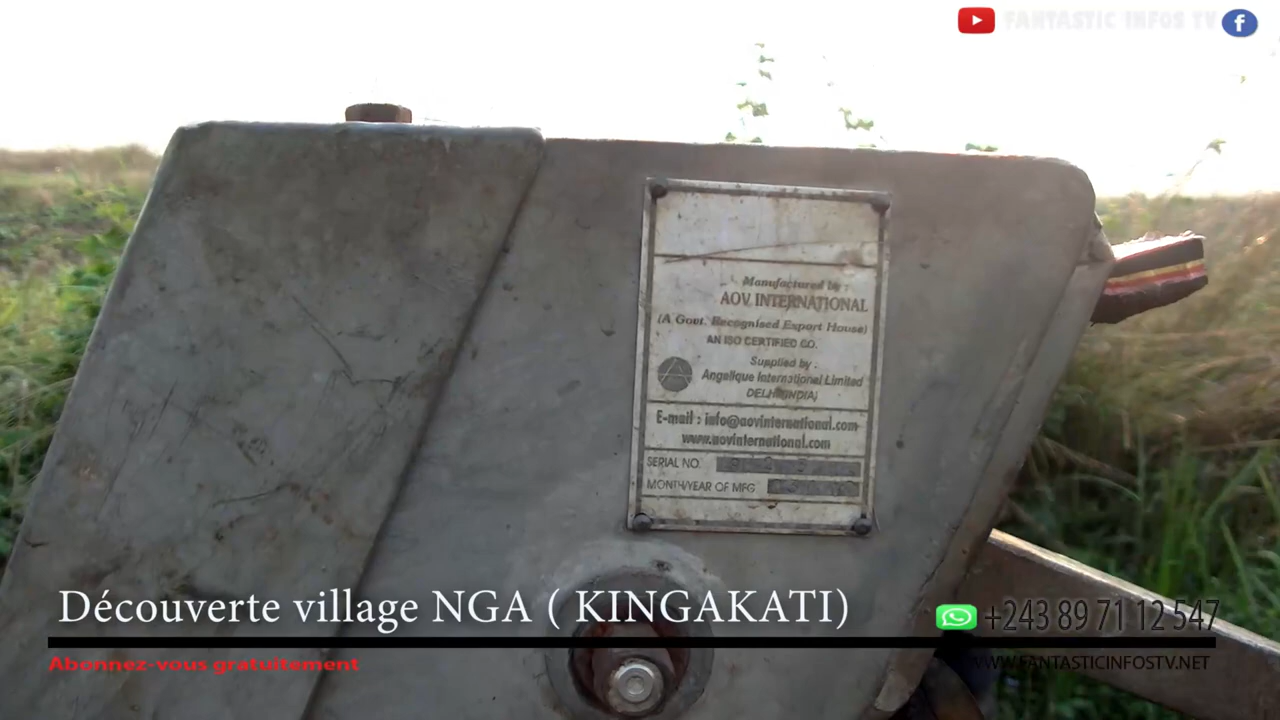 FANTASTIC INFOS TV
Manufactured by :
AOV INTERNATIONAL
(A Govt. Recognised Export House)
AN ISO CERTIFIED CO.
Supplied by :
Angelique International Limited
DELHI(INDIA)
E-mail : info@aovinternational.com
www.aovinternational.com
SERIAL NO.
MONTH/YEAR OF MFG
Découverte village NGA ( KINGAKATI)
+243 89 71 12 547
Abonnez-vous gratuitement
WWW.FANTASTICINFOSTV.NET